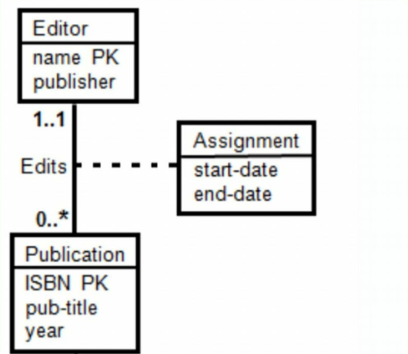 Editor
name PK
publisher
1..1
Edits
Assignment
start-date
end-date
0..*
Publication
ISBN PK
pub-title
year